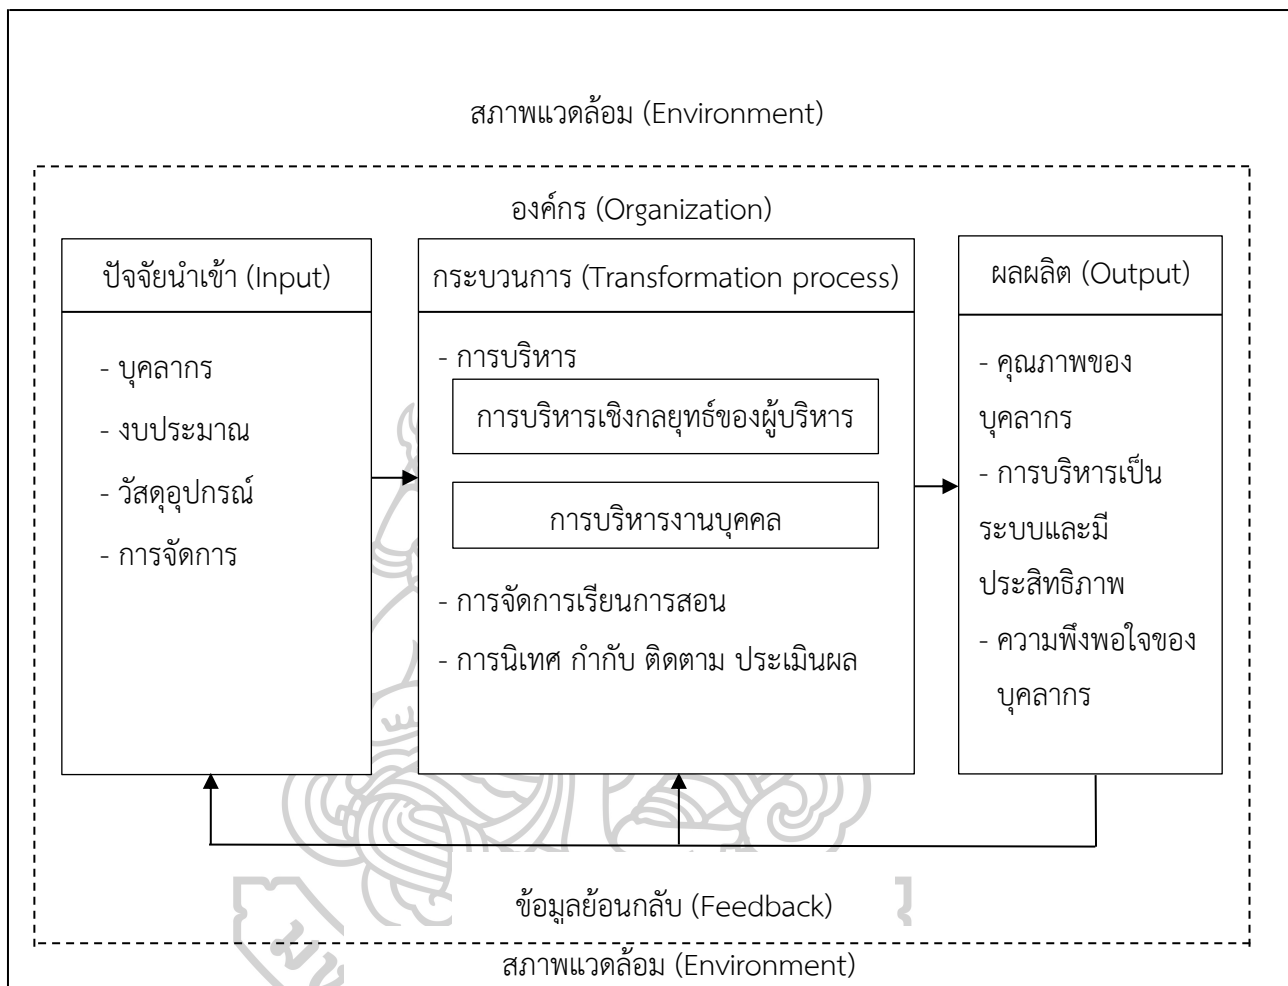 สภาพแวดล้อม (Environment)
องค์กร (Organization)
ปัจจัยนำเข้า (Input)
- บุคลากร
- งบประมาณ
- วัสดุอุปกรณ์
- การจัดการ
กระบวนการ (Transformation process)
- การบริหาร
การบริหารเชิงกลยุทธ์ของผู้บริหาร
การบริหารงานบุคคล
- การจัดการเรียนการสอน
- การนิเทศ กำกับ ติดตาม ประเมินผล
ผลผลิต (Output)
- คุณภาพของ
บุคลากร
- การบริหารเป็น
ระบบและมี
ประสิทธิภาพ
- ความพึงพอใจของ
บุคลากร
ข้อมูลย้อนกลับ (Feedback)
สภาพแวดล้อม (Environment)